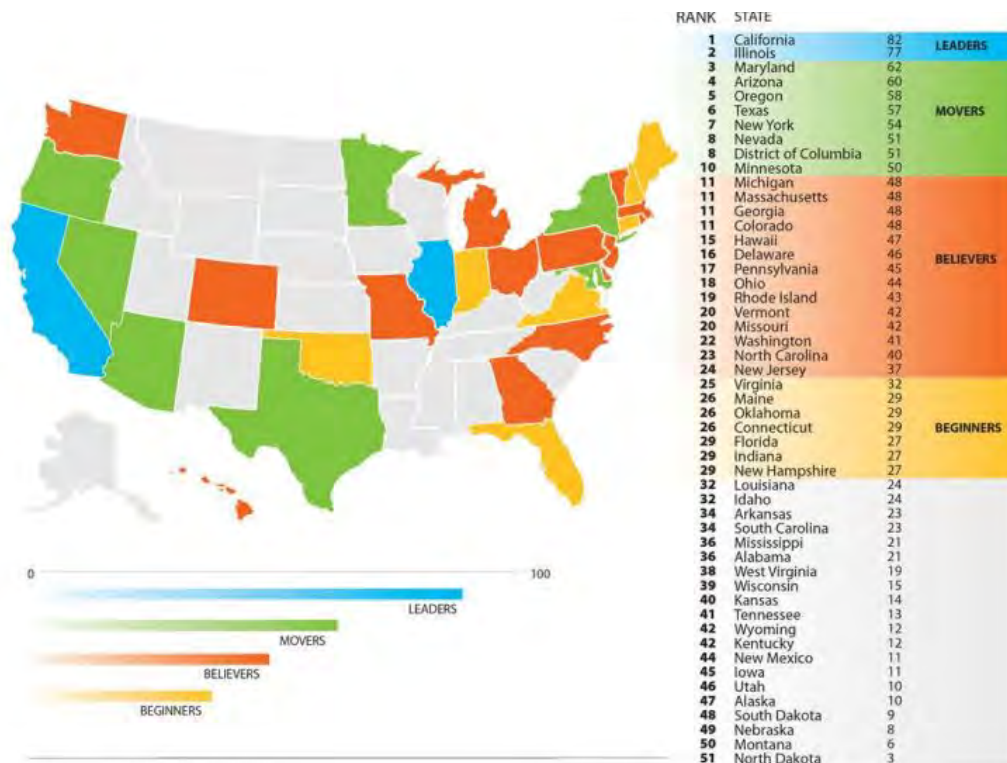 RANK STATE
1 California 82 LEADERS
2 Illinois 77
3 Maryland 62
4 Arizona 60
5 Oregon 58
6 Texas 57 MOVERS
7 New York 54
8 Nevada 51
8 District of Columbia 51
10 Minnesota 50
11 Michigan 48
11 Massachusetts 48
11 Georgia 48
11 Colorado 48
15 Hawaii 47
16 Delaware 46 BELIEVERS
17 Pennsylvania 45
18 Ohio 44
19 Rhode Island 43
20 Vermont 42
20 Missouri 42
22 Washington 41
23 North Carolina 40
24 New Jersey 37
25 Virginia 32
26 Maine 29
26 Oklahoma 29
26 Connecticut 29 BEGINNERS
29 Florida 27
29 Indiana 27
29 New Hampshire 27
32 Louisiana 24
32 Idaho 24
34 Arkansas 23
34 South Carolina 23
36 Mississippi 21
36 Alabama 21
38 West Virginia 19
39 Wisconsin 15
40 Kansas 14
41 Tennessee 13
42 Wyoming 12
42 Kentucky 12
44 New Mexico 11
45 Iowa 11
46 Utah 10
47 Alaska 10
48 South Dakota 9
49 Nebraska 8
50 Montana 6
51 North Dakota 3
0 100
LEADERS
MOVERS
BELIEVERS
BEGINNERS